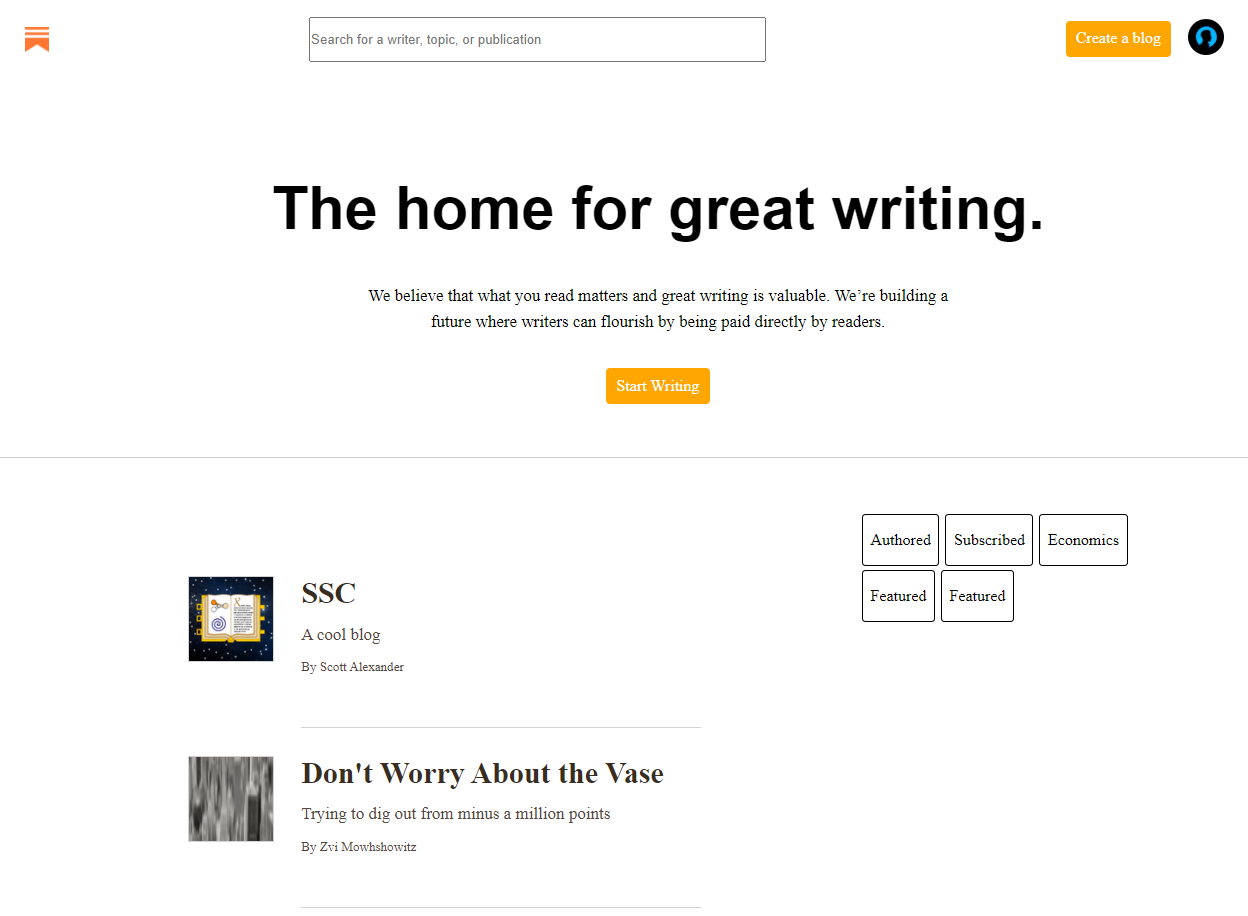 Search for a writer, topic, or publication
Create a blog
The home for great writing.
We believe that what you read matters and great writing is valuable. We’re building a
future where writers can flourish by being paid directly by readers.
Start Writing
Authored Subscribed Economics
Featured Featured
SSC
A cool blog
By Scott Alexander
Don't Worry About the Vase
Trying to dig out from minus a million points
By Zvi Mowhshowitz